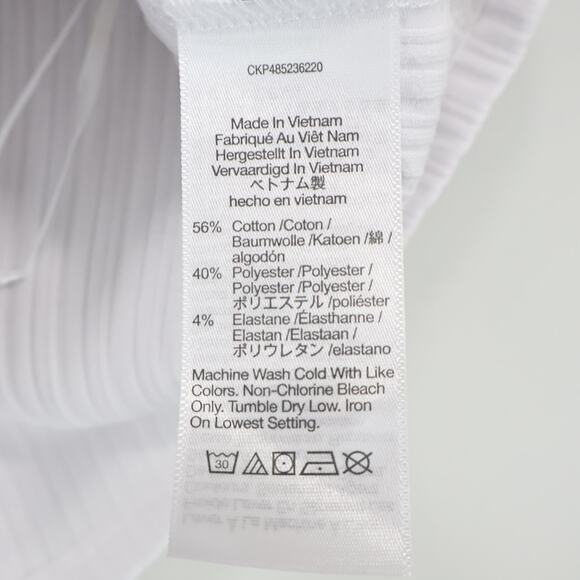 CKP485236220
Made In Vietnam
Fabriqué Au Viêt Nam
Hergestellt In Vietnam
Vervaardigd In Vietnam
ベトナム製
hecho en vietnam
56% Cotton /Coton /
Baumwolle /Katoen /綿 /
algodón
40% Polyester /Polyester /
Polyester /Polyester /
ポリエステル /poliéster
4% Elastane /Élasthanne /
Elastan /Elastaan /
ポリウレタン /elastano
Machine Wash Cold With Like
Colors. Non-Chlorine Bleach
Only. Tumble Dry Low. Iron
On Lowest Setting.
30